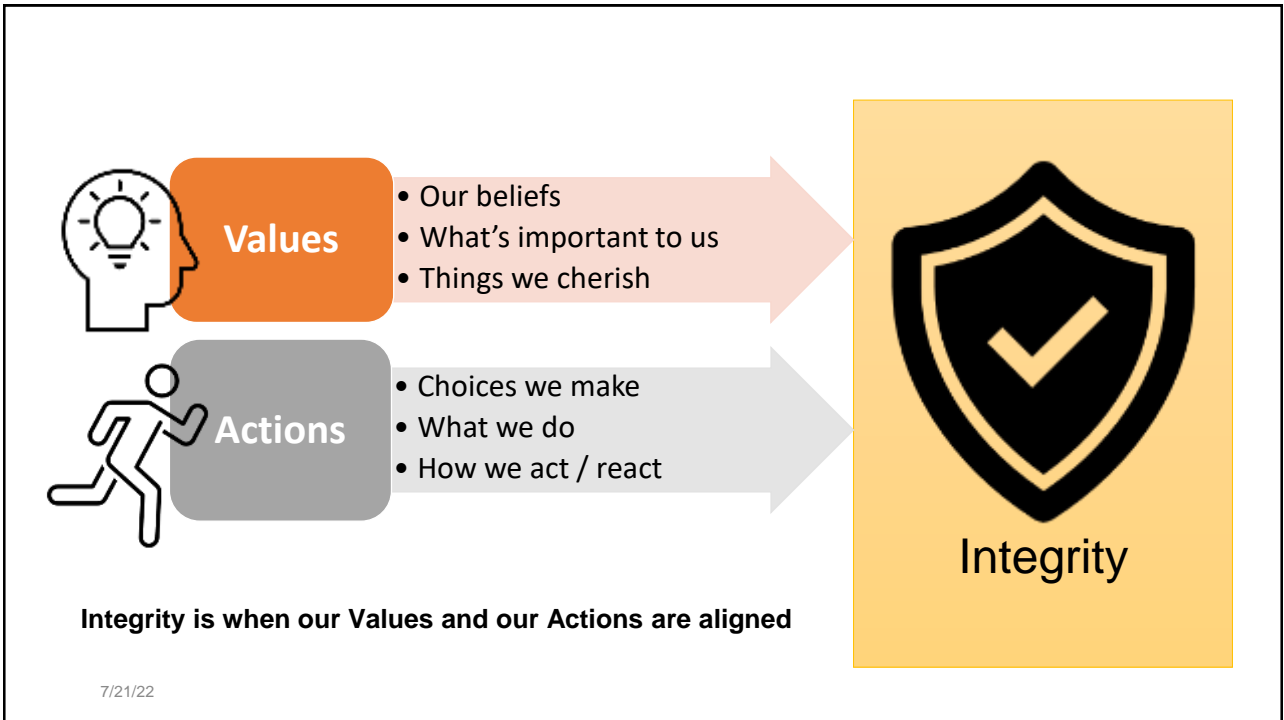 Values
• Our beliefs
• What’s important to us
• Things we cherish
Actions
• Choices we make
• What we do
• How we act / react
Integrity
Integrity is when our Values and our Actions are aligned
7/21/22